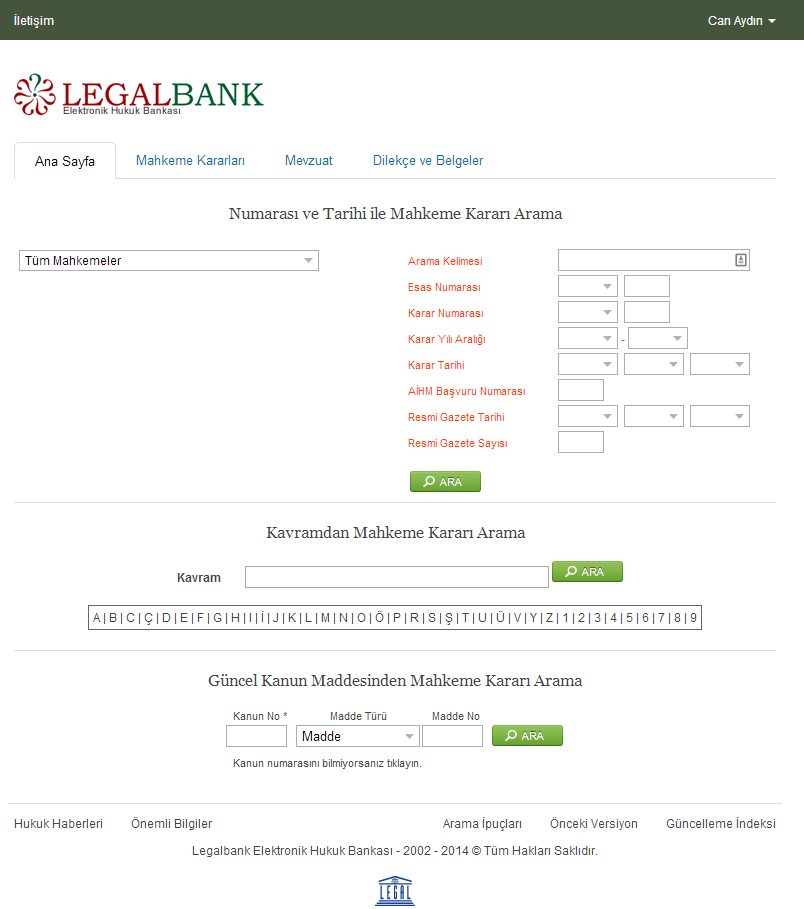 İletişim
Can Aydın
LEGALBANK
Elektronik Hukuk Bankası
Ana Sayfa
Mahkeme Kararları
Mevzuat
Dilekçe ve Belgeler
Numarası ve Tarihi ile Mahkeme Kararı Arama
Tüm Mahkemeler
Arama Kelimesi
Esas Numarası
Karar Numarası
Karar Yılı Aralığı
-
Karar Tarihi
AİHM Başvuru Numarası
Resmi Gazete Tarihi
Resmi Gazete Sayısı
ARA
Kavramdan Mahkeme Kararı Arama
Kavram
ARA
A | B | C | Ç | D | E | F | G | H | I | İ | J | K | L | M | N | O | Ö | P | R | S | Ş | T | U | Ü | V | Y | Z | 1 | 2 | 3 | 4 | 5 | 6 | 7 | 8 | 9
Güncel Kanun Maddesinden Mahkeme Kararı Arama
Kanun No *
Madde Türü
Madde No
Madde
ARA
Kanun numarasını bilmiyorsanız tıklayın.
Hukuk Haberleri
Önemli Bilgiler
Arama İpuçları
Önceki Versiyon
Güncelleme İndeksi
Legalbank Elektronik Hukuk Bankası - 2002 - 2014 © Tüm Hakları Saklıdır.
LEGAL